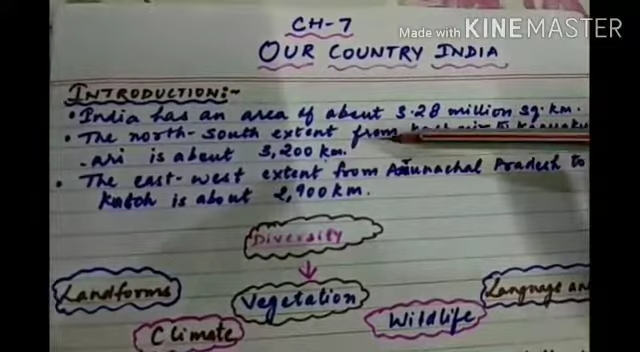 CH-7
Made with KINEMASTER
OUR COUNTRY INDIA
INTRODUCTION:~
• India has an area of about 3.28 million sq. km.
• The north-south extent from
-ari is about 3,200 km.
• The east-west extent from Arunachal Pradesh to
Kutch is about 2,900 km.
Diversity
Landforms
Vegetation
Language an
Climate
Wildlife